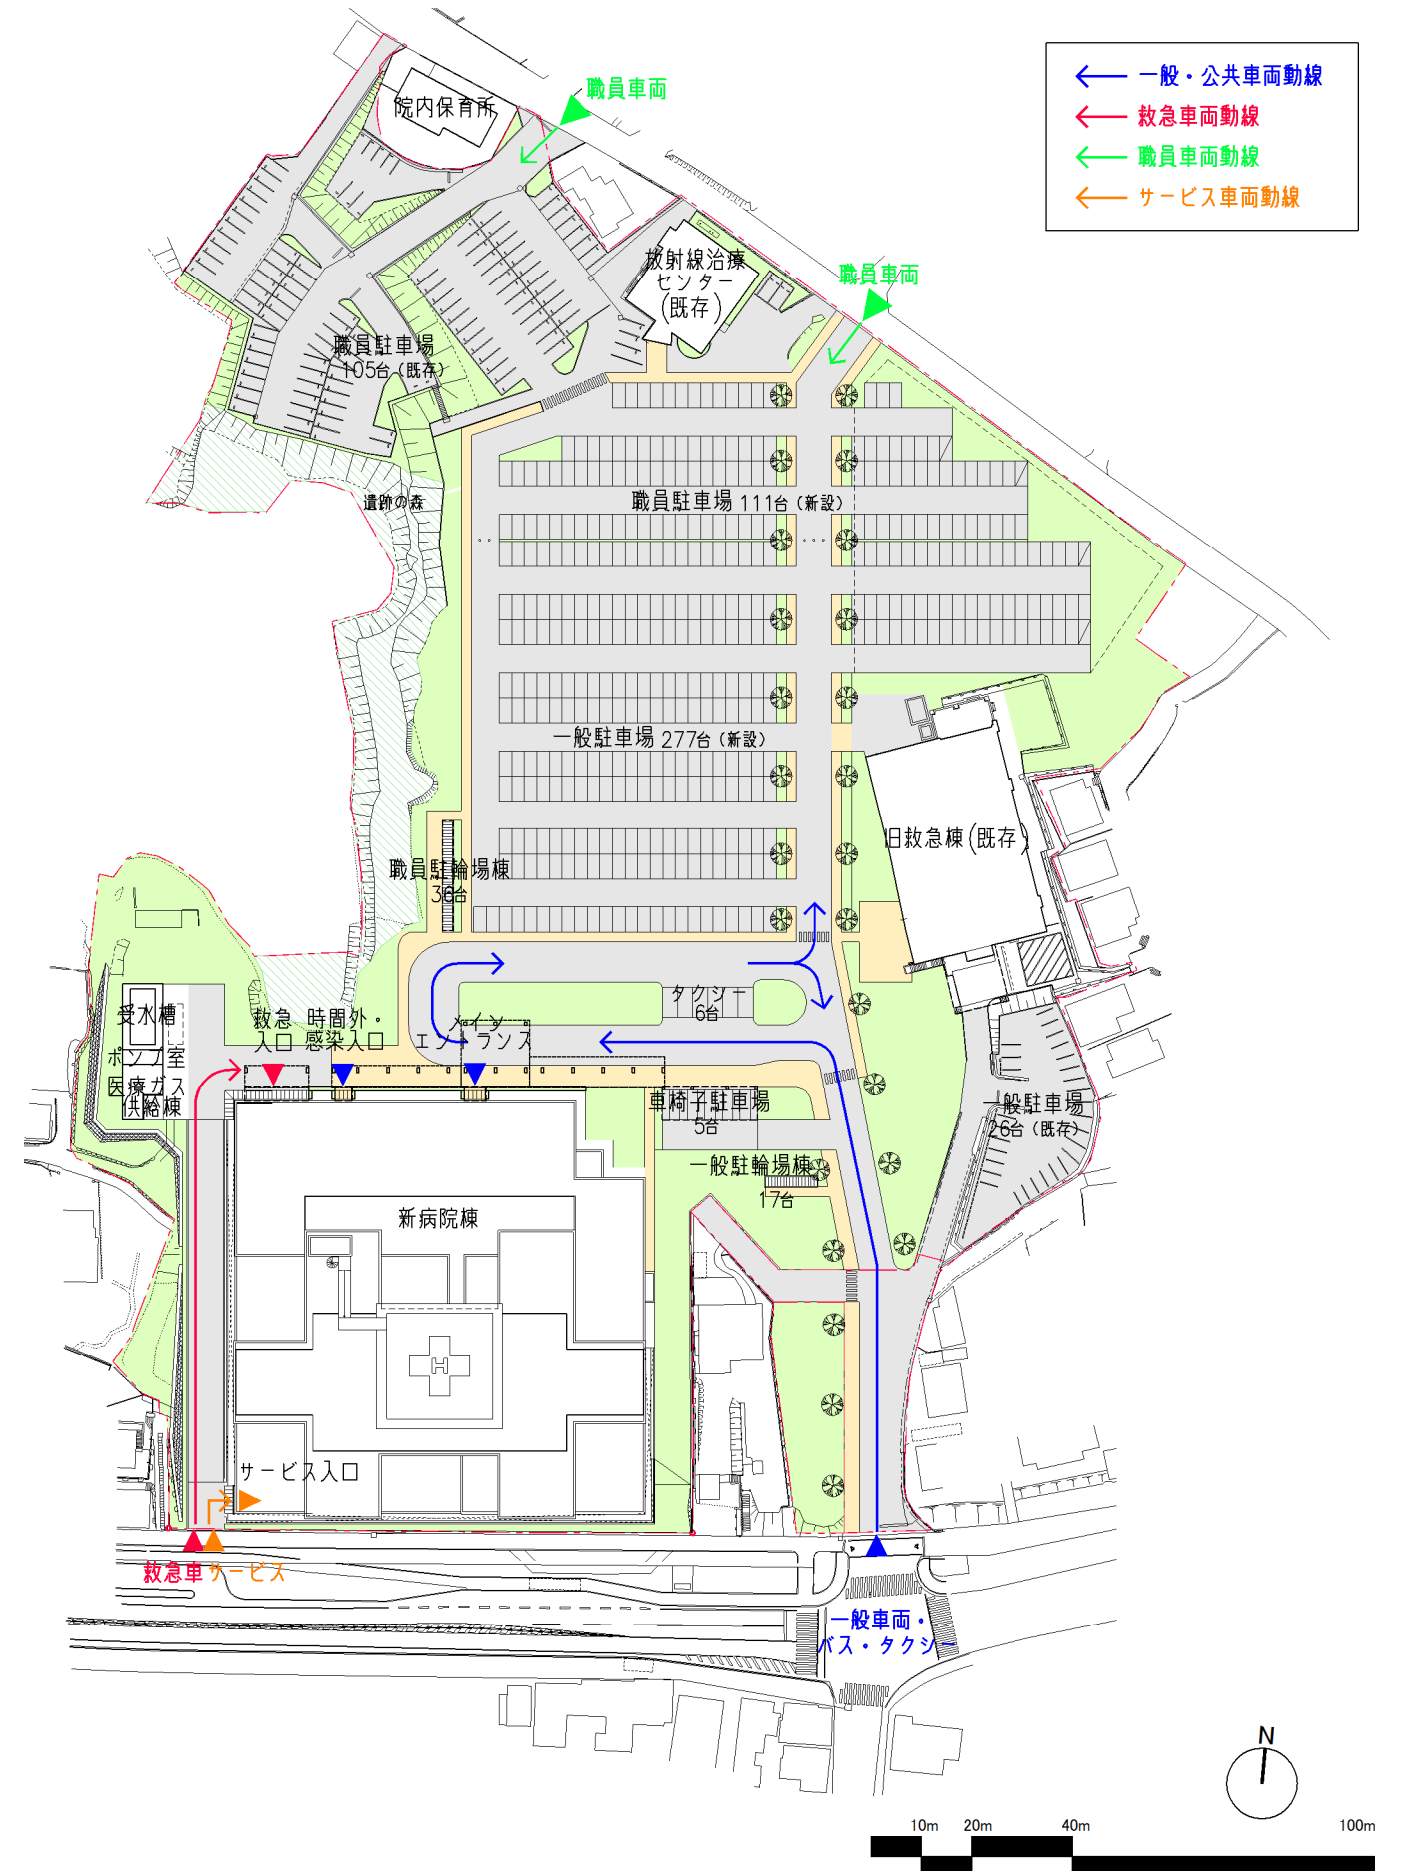 一般・公共車両動線
救急車両動線
職員車両動線
サービス車両動線
職員車両
院内保育所
放射線治療
センター
(既存)
職員車両
職員駐車場
105台(既存)
遺跡の森
職員駐車場 111台(新設)
一般駐車場 277台(新設)
旧救急棟(既存)
職員駐輪場棟
36台
タクシー
6台
受水槽
ポンプ室
医療ガス
供給棟
救急
入口
時間外・
感染入口
メイン
エントランス
車椅子駐車場
5台
一般駐車場
26台(既存)
一般駐輪場棟
17台
新病院棟
H
サービス入口
救急車
サービス
一般車両・
バス・タクシー
N
10m 20m 40m 100m